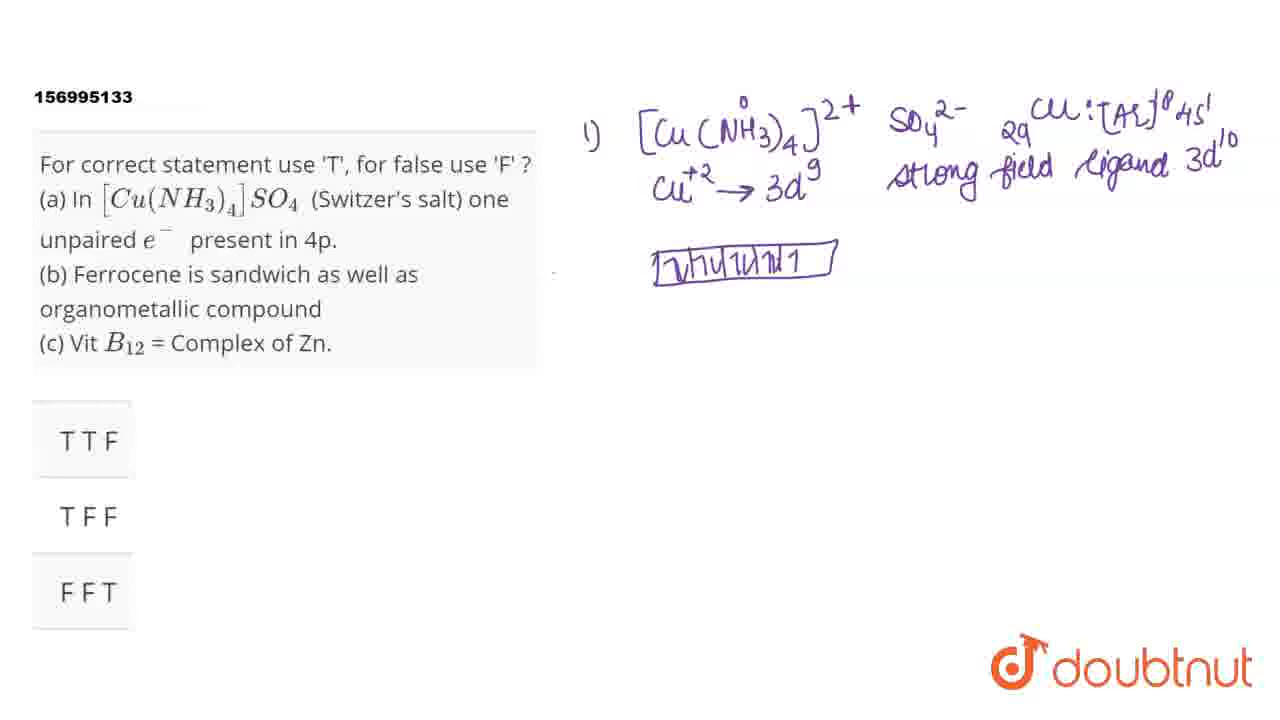 156995133
For correct statement use 'T', for false use 'F' ?
(a) In [Cu(NH₃)₄]SO₄ (Switzer's salt) one
unpaired e⁻ present in 4p.
(b) Ferrocene is sandwich as well as
organometallic compound
(c) Vit B₁₂ = Complex of Zn.
T T F
T F F
F F T
1) [Cu(NH₃)₄]²⁺ SO₄²⁻ ₂₉Cu: [Ar]¹⁸ 4s¹
0
Cu⁺² → 3d⁹ strong field ligand 3d¹⁰
doubtnut